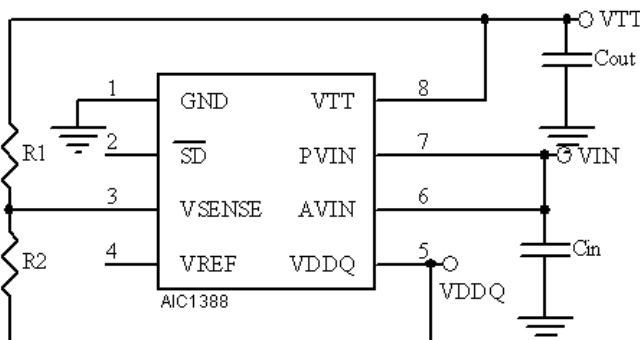 VTT
Cout
1 GND VTT 8
R1
2 SD PVIN 7 VIN
3 VSENSE AVIN 6
R2
4 VREF VDDQ 5
Cin
VDDQ
AIC1388